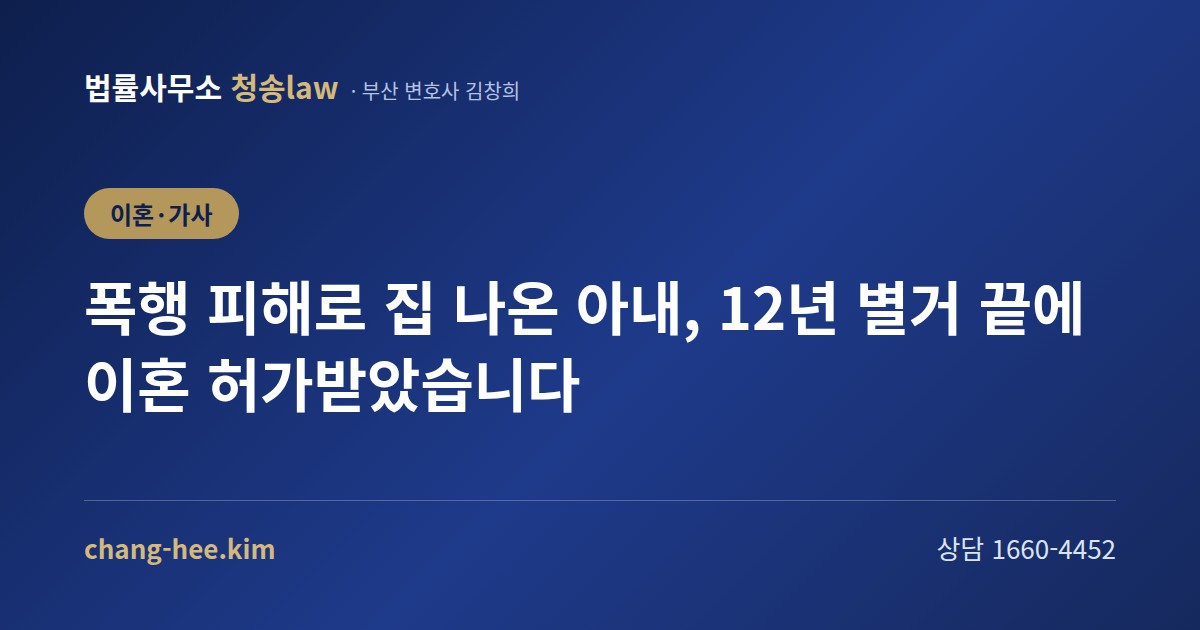 법률사무소 청송law · 부산 변호사 김창희
이혼·가사
폭행 피해로 집 나온 아내, 12년 별거 끝에
이혼 허가받았습니다
chang-hee.kim
상담 1660-4452